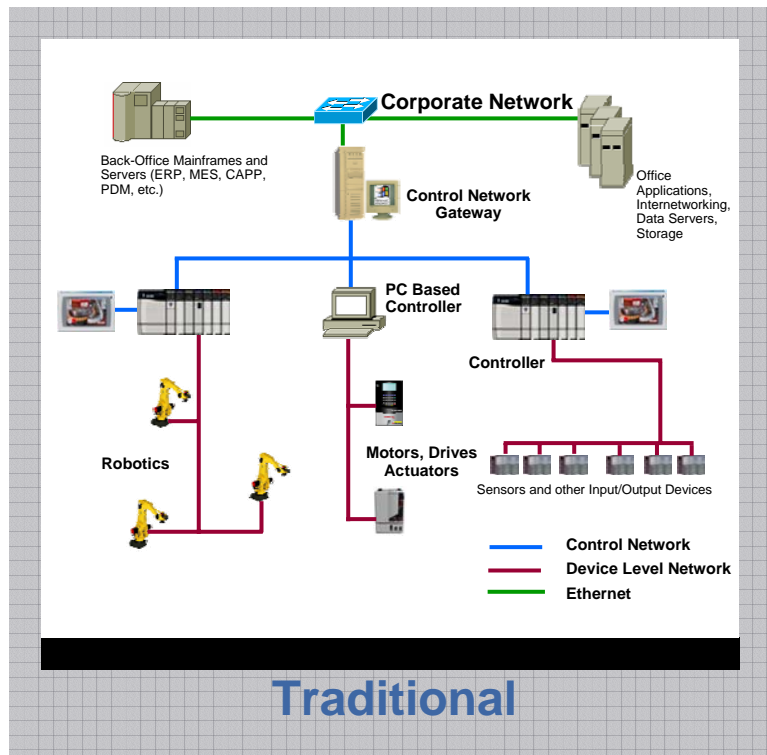 Corporate Network
Back-Office Mainframes and
Servers (ERP, MES, CAPP,
PDM, etc.)
Office
Applications,
Internetworking,
Data Servers,
Storage
Control Network
Gateway
PC Based
Controller
Controller
Robotics
Motors, Drives
Actuators
Sensors and other Input/Output Devices
Control Network
Device Level Network
Ethernet
Traditional